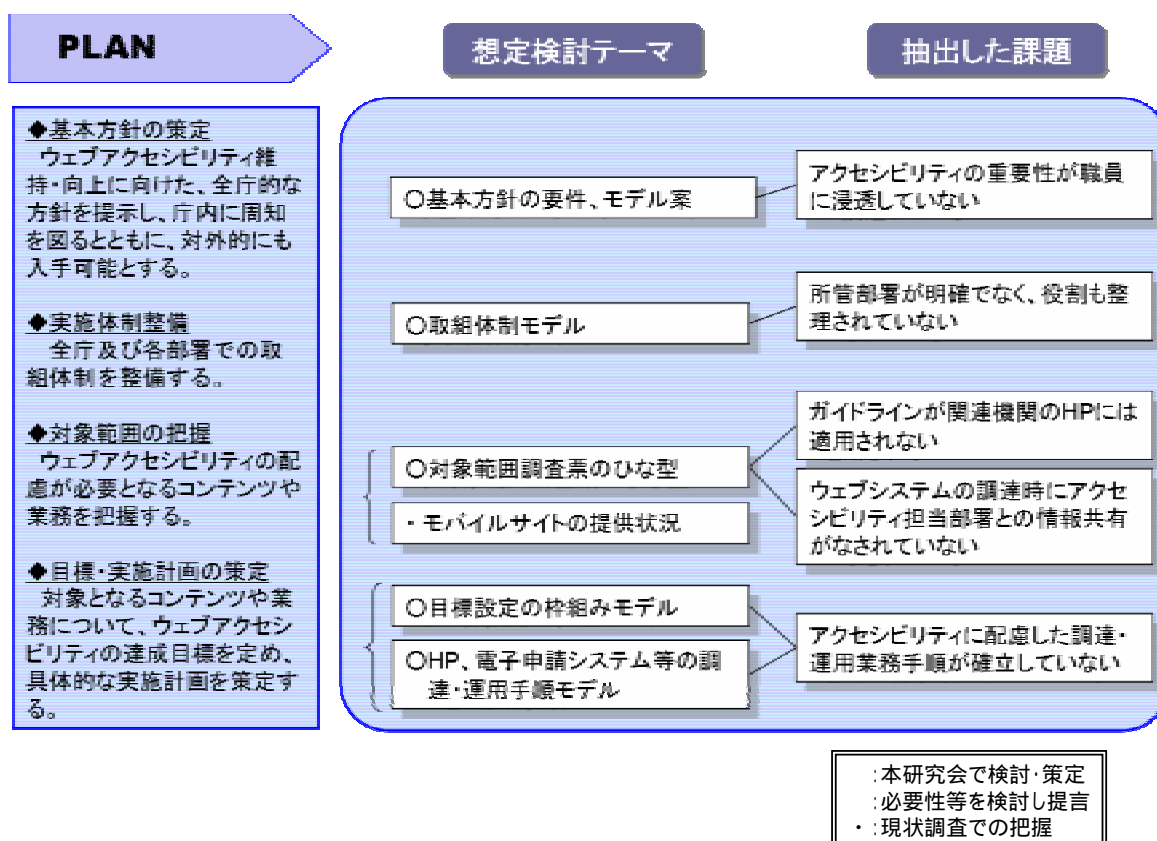 PLAN
想定検討テーマ
抽出した課題
◆基本方針の策定
ウェブアクセシビリティ維
持・向上に向けた、全庁的な
方針を提示し、庁内に周知
を図るとともに、対外的にも
入手可能とする。
◆実施体制整備
全庁及び各部署での取
組体制を整備する。
◆対象範囲の把握
ウェブアクセシビリティの配
慮が必要となるコンテンツや
業務を把握する。
◆目標・実施計画の策定
対象となるコンテンツや業
務について、ウェブアクセシ
ビリティの達成目標を定め、
具体的な実施計画を策定す
る。
○基本方針の要件、モデル案
アクセシビリティの重要性が職員
に浸透していない
○取組体制モデル
所管部署が明確でなく、役割も整
理されていない
○対象範囲調査票のひな型
・モバイルサイトの提供状況
ガイドラインが関連機関のHPには
適用されない
ウェブシステムの調達時にアクセ
シビリティ担当部署との情報共有
がなされていない
○目標設定の枠組みモデル
○HP、電子申請システム等の調
達・運用手順モデル
アクセシビリティに配慮した調達・
運用業務手順が確立していない
:本研究会で検討・策定
:必要性等を検討し提言
・:現状調査での把握